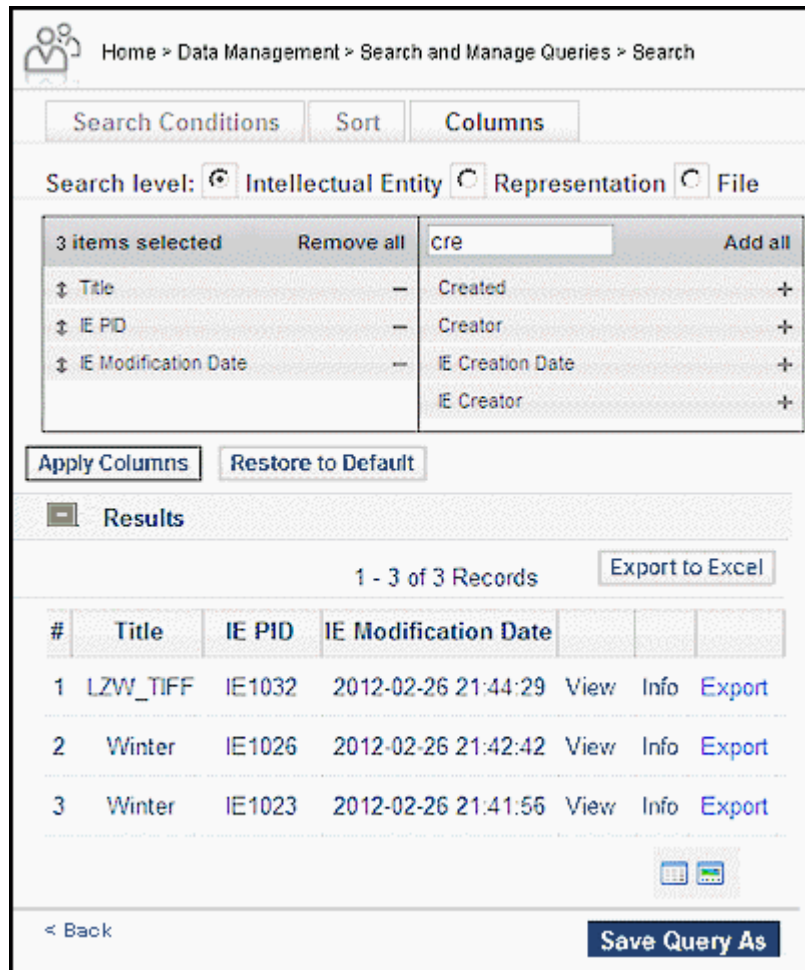 Home > Data Management > Search and Manage Queries > Search
Search Conditions Sort Columns
Search level: Intellectual Entity Representation File
3 items selected Remove all cre Add all
Title Created
IE PID Creator
IE Modification Date IE Creation Date
IE Creator
Apply Columns Restore to Default
Results
1 - 3 of 3 Records Export to Excel
# Title IE PID IE Modification Date
1 LZW_TIFF IE1032 2012-02-26 21:44:29 View Info Export
2 Winter IE1026 2012-02-26 21:42:42 View Info Export
3 Winter IE1023 2012-02-26 21:41:56 View Info Export
< Back Save Query As